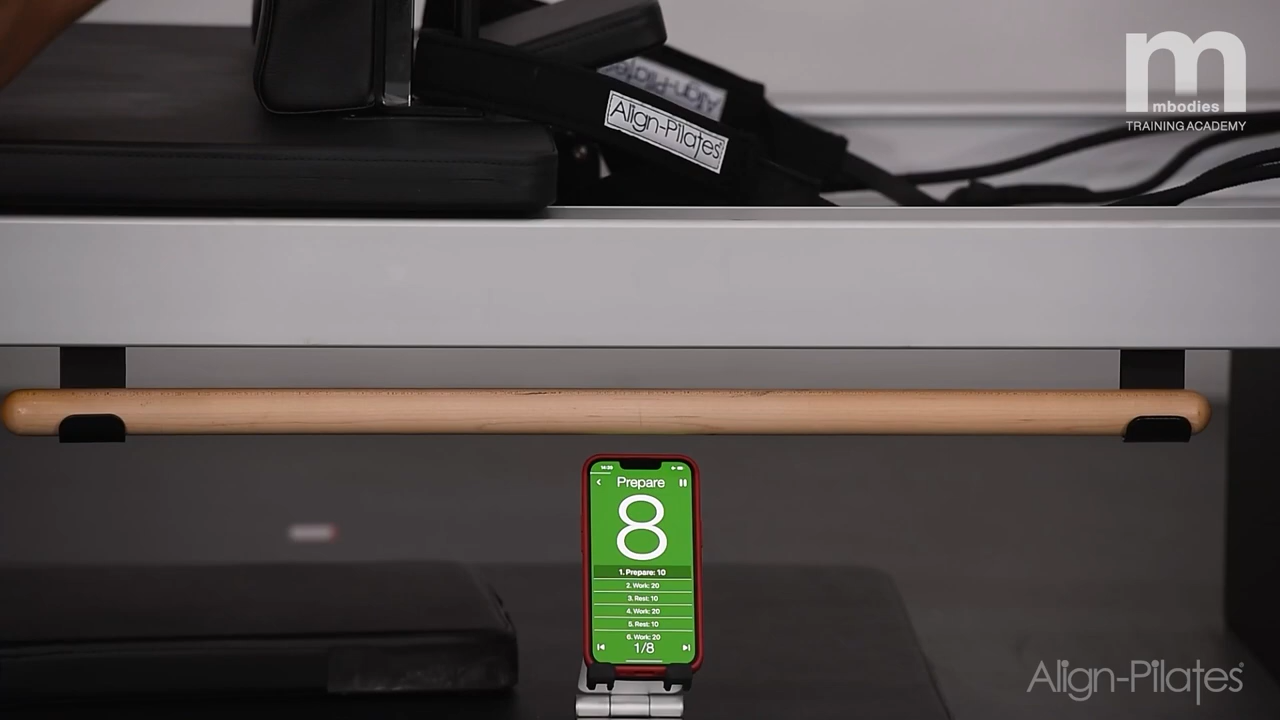 m
mbodies
TRAINING ACADEMY
Align-Pilates
Align-Pilates
Prepare
8
1. Prepare: 10
2. Work: 20
3. Rest: 10
4. Work: 20
5. Rest: 10
6. Work: 20
1/8
Align-Pilates